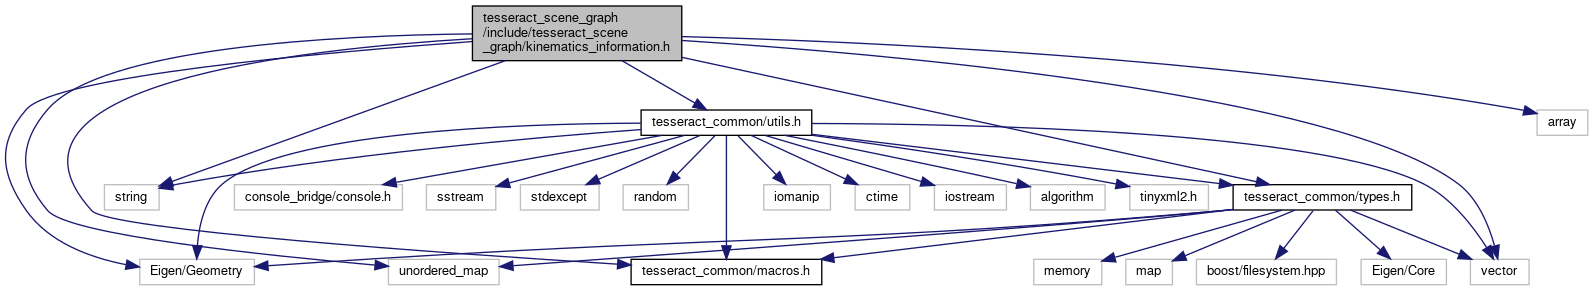 tesseract_scene_graph
/include/tesseract_scene
_graph/kinematics_information.h
tesseract_common/utils.h
array
string
console_bridge/console.h
sstream
stdexcept
random
iomanip
ctime
iostream
algorithm
tinyxml2.h
tesseract_common/types.h
Eigen/Geometry
unordered_map
tesseract_common/macros.h
memory
map
boost/filesystem.hpp
Eigen/Core
vector